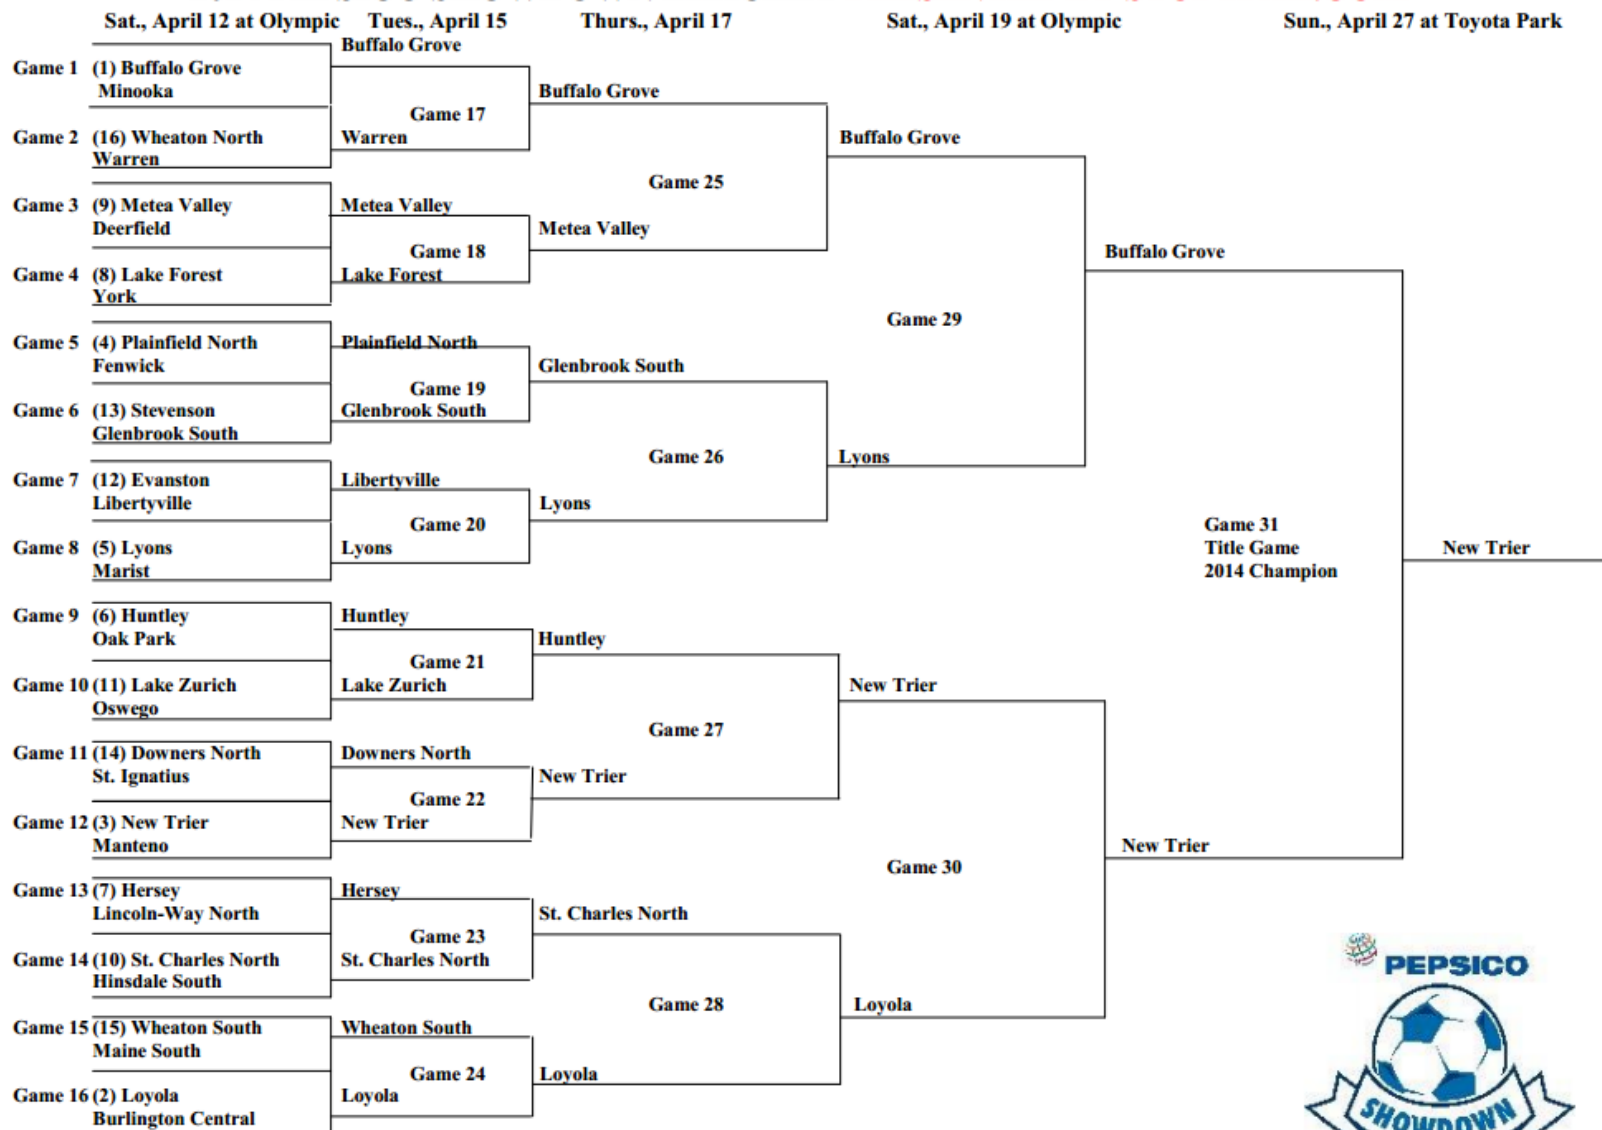 Sat., April 12 at Olympic Tues., April 15 Thurs., April 17 Sat., April 19 at Olympic Sun., April 27 at Toyota Park
Buffalo Grove
Game 1 (1) Buffalo Grove
Minooka
Buffalo Grove
Game 17
Game 2 (16) Wheaton North
Warren
Warren
Buffalo Grove
Game 25
Game 3 (9) Metea Valley
Deerfield
Metea Valley
Metea Valley
Game 18
Buffalo Grove
Game 4 (8) Lake Forest
York
Lake Forest
Game 29
Game 5 (4) Plainfield North
Fenwick
Plainfield North
Glenbrook South
Game 19
Game 6 (13) Stevenson
Glenbrook South
Glenbrook South
Game 26
Lyons
Game 7 (12) Evanston
Libertyville
Libertyville
Lyons
Game 20
Game 31
Title Game
2014 Champion
New Trier
Game 8 (5) Lyons
Marist
Lyons
Game 9 (6) Huntley
Oak Park
Huntley
Huntley
Game 21
Game 10 (11) Lake Zurich
Oswego
Lake Zurich
New Trier
Game 27
Game 11 (14) Downers North
St. Ignatius
Downers North
New Trier
Game 22
Game 12 (3) New Trier
Manteno
New Trier
New Trier
Game 30
Game 13 (7) Hersey
Lincoln-Way North
Hersey
St. Charles North
Game 23
Game 14 (10) St. Charles North
Hinsdale South
St. Charles North
PEPSICO
Game 28
Loyola
Game 15 (15) Wheaton South
Maine South
Wheaton South
Game 24
Loyola
Game 16 (2) Loyola
Burlington Central
Loyola
SHOWDOWN